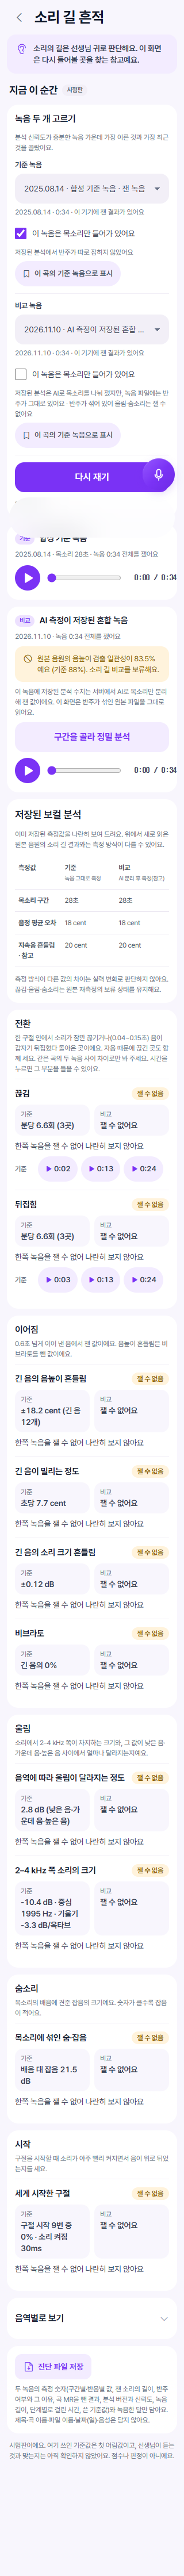 소리 길 흔적
소리의 길은 선생님 귀로 판단해요. 이 화면
은 다시 들어볼 곳을 찾는 참고예요.
지금 이 순간 시험판
녹음 두 개 고르기
분석 신뢰도가 충분한 녹음 가운데 가장 이른 것과 가장 최근
것을 골랐어요.
기준 녹음
2025.08.14 · 합성 기준 녹음 · 잰 녹음
2025.08.14 · 0:34 · 이 기기에 잰 결과가 있어요
이 녹음은 목소리만 들어가 있어요
저장된 분석에서 반주가 따로 잡히지 않았어요
이 곡의 기준 녹음으로 표시
비교 녹음
2026.11.10 · AI 측정이 저장된 혼합 ...
2026.11.10 · 0:34 · 이 기기에 잰 결과가 있어요
이 녹음은 목소리만 들어가 있어요
저장된 분석은 AI로 목소리를 나눠 쟀지만, 녹음 파일에는 반
주가 그대로 있어요 · 반주가 섞여 있어 울림·숨소리는 잴 수
없어요
이 곡의 기준 녹음으로 표시
다시 재기
기준 합성 기준 녹음
2025.08.14 · 목소리 28초 · 녹음 0:34 전체를 쟀어요
0:00 / 0:34
비교 AI 측정이 저장된 혼합 녹음
2026.11.10 · 녹음 0:34 전체를 쟀어요
원본 음원의 음높이 검출 일관성이 83.5%
예요 (기준 88%). 소리 길 비교를 보류해요.
이 녹음에 저장된 분석 수치는 서버에서 AI로 목소리만 분리
해 잰 값이에요. 이 화면은 반주가 섞인 원본 파일을 그대로
읽어요.
구간을 골라 정밀 분석
0:00 / 0:34
저장된 보컬 분석
이미 저장된 측정값을 나란히 보여 드려요. 위에서 새로 읽은
원본 음원의 소리 길 결과와는 측정 방식이 다를 수 있어요.
측정값 기준 비교
녹음 그대로 측정 AI 분리 후 측정(참고)
목소리 구간 28초 28초
음정 평균 오차 18 cent 18 cent
지속음 흔들림 20 cent 20 cent
· 참고
측정 방식이 다른 값의 차이는 실력 변화로 판단하지 않아요.
끊김·울림·숨소리는 원본 재측정의 보류 상태를 유지해요.
전환
한 구절 안에서 소리가 잠깐 끊기거나(0.04~0.15초) 음이
갑자기 뒤집혔다 돌아온 곳이에요. 자음 때문에 끊긴 곳도 함
께 세요. 같은 곡의 두 녹음 사이 차이로만 봐 주세요. 시간을
누르면 그 부분을 들을 수 있어요.
끊김 잴 수 없음
기준 비교
분당 6.6회 (3곳) 잴 수 없어요
한쪽 녹음을 잴 수 없어 나란히 보지 않아요
기준 0:02 0:13 0:24
뒤집힘 잴 수 없음
기준 비교
분당 6.6회 (3곳) 잴 수 없어요
한쪽 녹음을 잴 수 없어 나란히 보지 않아요
기준 0:03 0:13 0:24
이어짐
0.6초 넘게 이어 낸 음에서 잰 값이에요. 음높이 흔들림은 비
브라토를 뺀 값이에요.
긴 음의 음높이 흔들림 잴 수 없음
기준 비교
±18.2 cent (긴 음 잴 수 없어요
12개)
한쪽 녹음을 잴 수 없어 나란히 보지 않아요
긴 음이 밀리는 정도 잴 수 없음
기준 비교
초당 7.7 cent 잴 수 없어요
한쪽 녹음을 잴 수 없어 나란히 보지 않아요
긴 음의 소리 크기 흔들림 잴 수 없음
기준 비교
±0.12 dB 잴 수 없어요
한쪽 녹음을 잴 수 없어 나란히 보지 않아요
비브라토 잴 수 없음
기준 비교
긴 음의 0% 잴 수 없어요
한쪽 녹음을 잴 수 없어 나란히 보지 않아요
울림
소리에서 2~4 kHz 쪽이 차지하는 크기와, 그 값이 낮은 음·
가운데 음·높은 음 사이에서 얼마나 달라지는지예요.
음역에 따라 울림이 달라지는 정도 잴 수 없음
기준 비교
2.8 dB (낮은 음·가 잴 수 없어요
운데 음·높은 음)
한쪽 녹음을 잴 수 없어 나란히 보지 않아요
2~4 kHz 쪽 소리의 크기 잴 수 없음
기준 비교
-10.4 dB · 중심 잴 수 없어요
1995 Hz · 기울기
-3.3 dB/옥타브
한쪽 녹음을 잴 수 없어 나란히 보지 않아요
숨소리
목소리의 배음에 견준 잡음의 크기예요. 숫자가 클수록 잡음
이 적어요.
목소리에 섞인 숨·잡음 잴 수 없음
기준 비교
배음 대 잡음 21.5 잴 수 없어요
dB
한쪽 녹음을 잴 수 없어 나란히 보지 않아요
시작
구절을 시작할 때 소리가 아주 빨리 커지면서 음이 위로 튀었
는지를 세요.
세게 시작한 구절 잴 수 없음
기준 비교
구절 시작 9번 중 잴 수 없어요
0% · 소리 커짐
30ms
한쪽 녹음을 잴 수 없어 나란히 보지 않아요
음역별로 보기
진단 파일 저장
두 녹음의 측정 숫자(구간별·반음별 값, 잰 소리의 길이, 반주
여부와 그 이유, 곡 MR을 뺀 결과, 분석 버전과 신뢰도, 녹음
길이, 단계별로 걸린 시간, 쓴 기준값)와 녹음한 달만 담아요.
제목·곡 이름·파일 이름·날짜(일)·음성은 담지 않아요.
시험판이에요. 여기 쓰인 기준값은 첫 어림값이고, 선생님이 듣는
것과 맞는지는 아직 확인하지 않았어요. 점수나 판정이 아니에요.